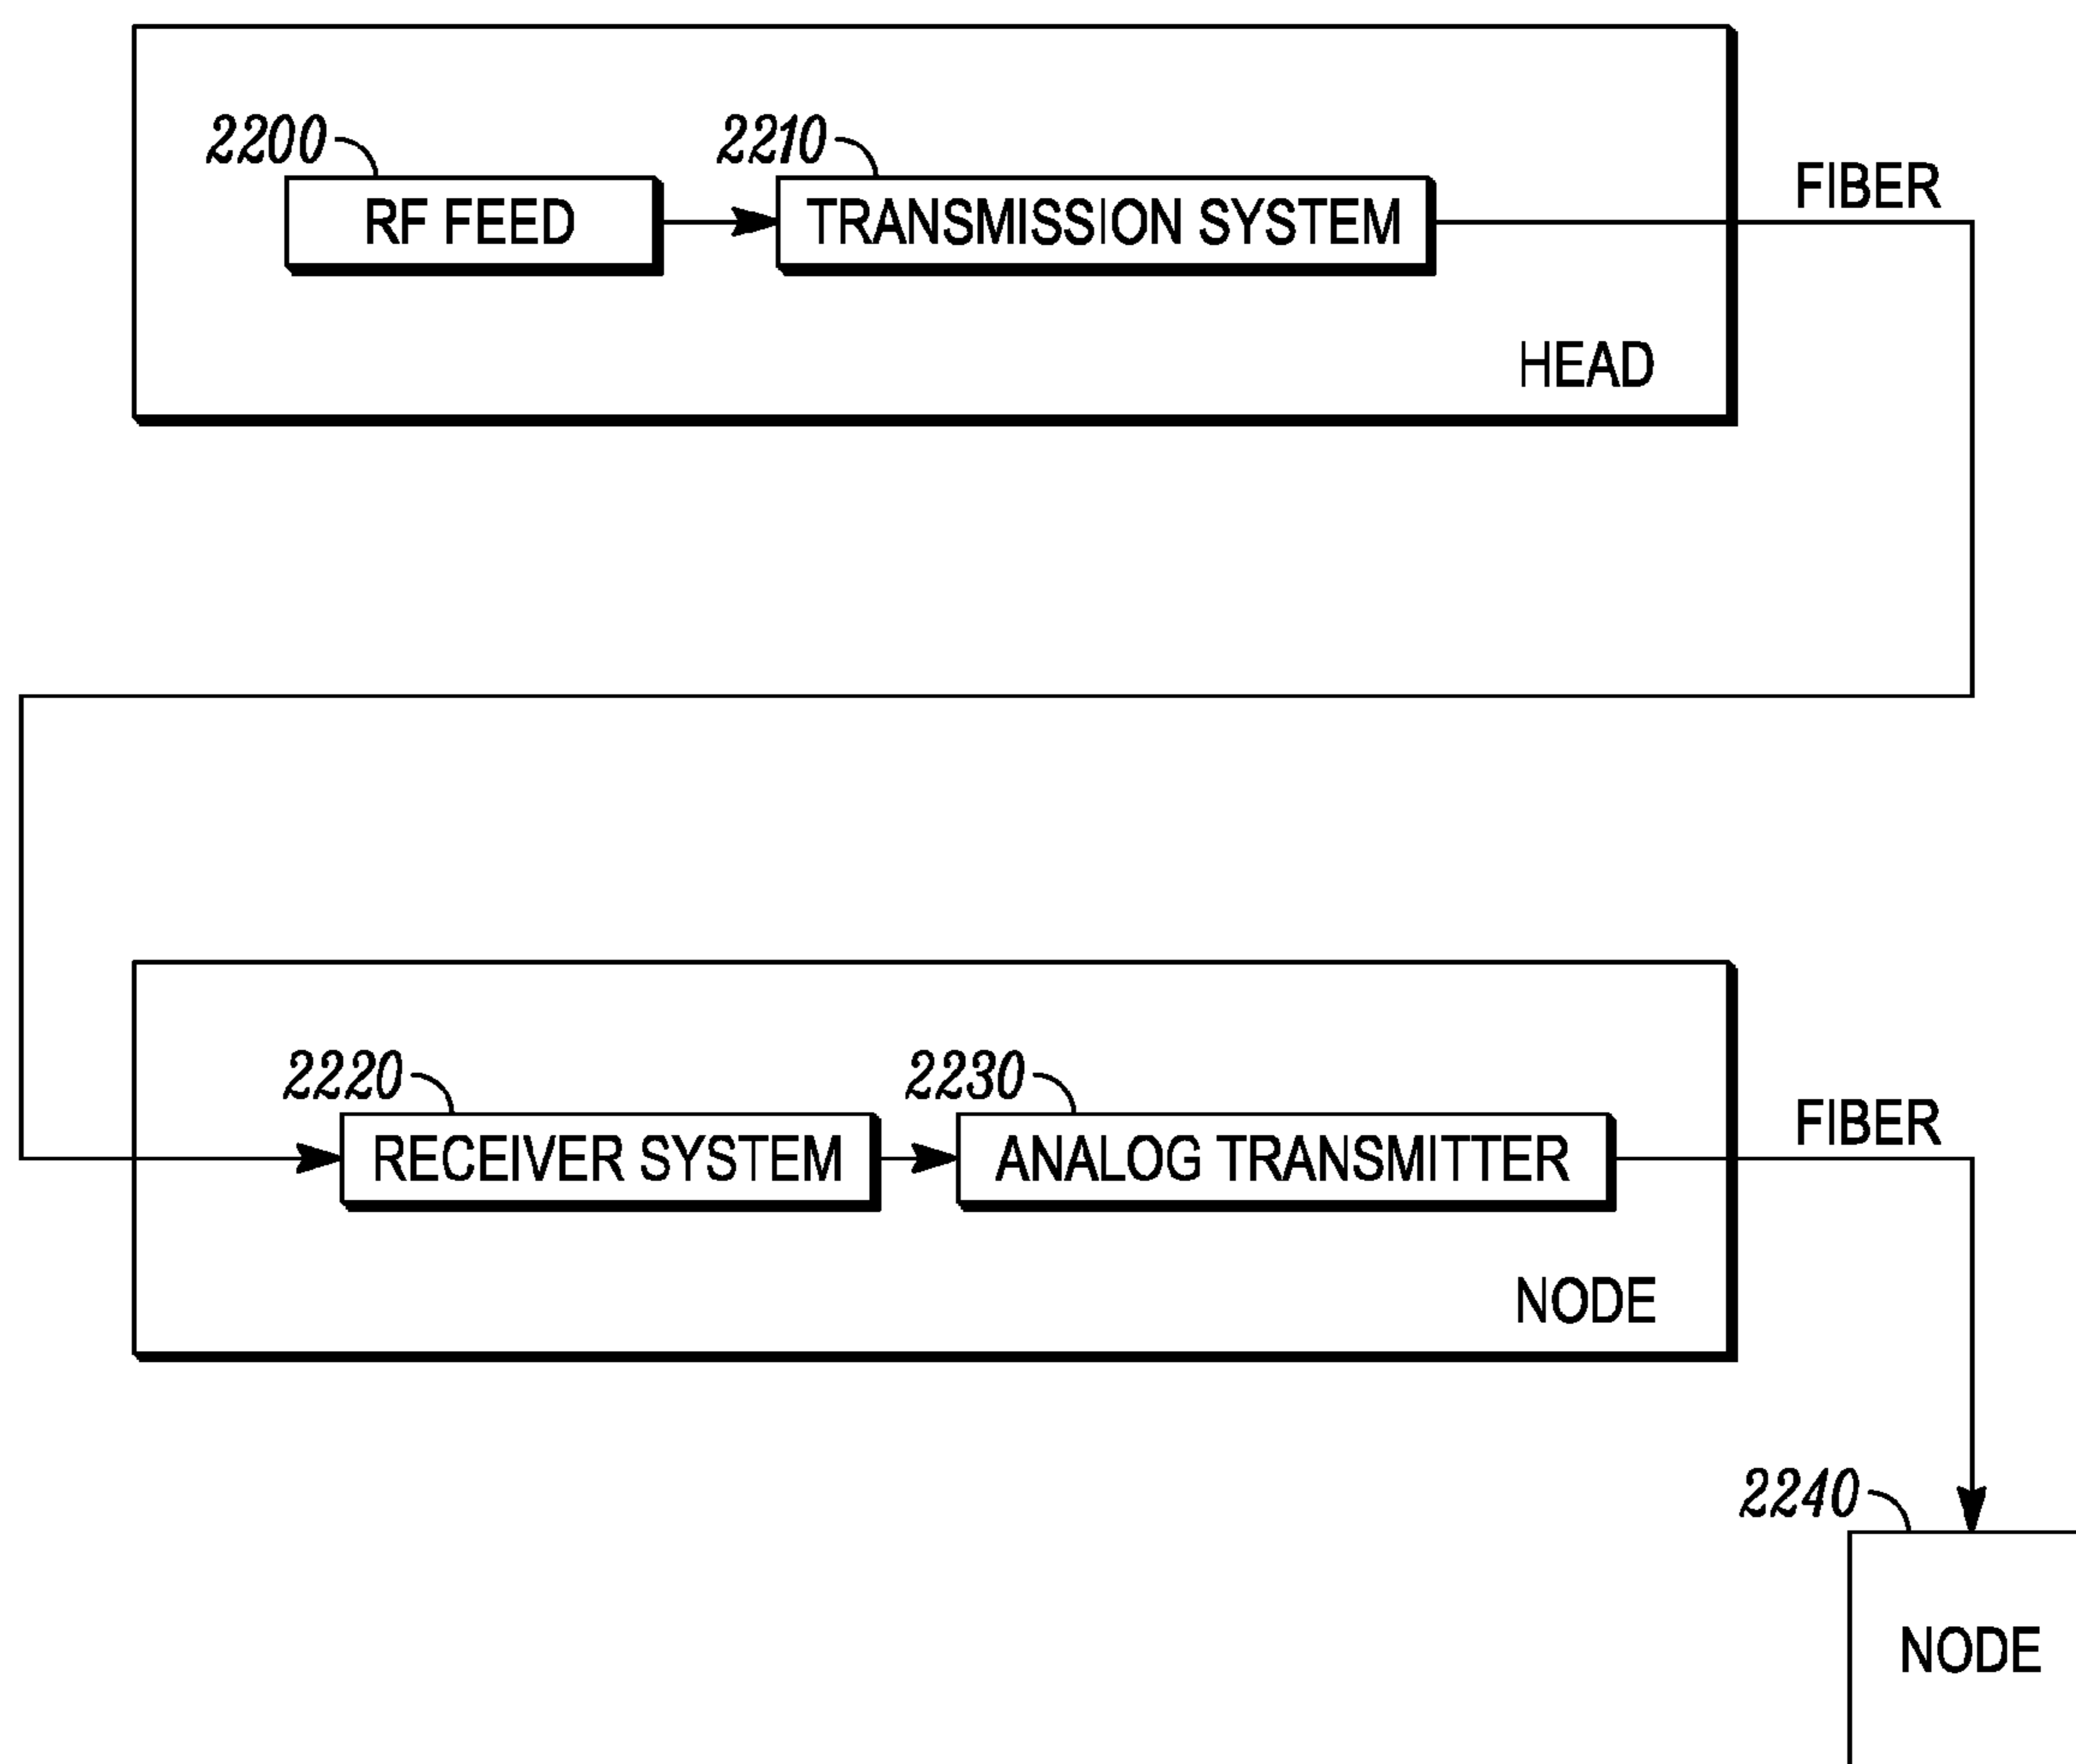 2200
2210
RF FEED
TRANSMISSION SYSTEM
FIBER
HEAD
2220
2230
RECEIVER SYSTEM
ANALOG TRANSMITTER
FIBER
NODE
2240
NODE